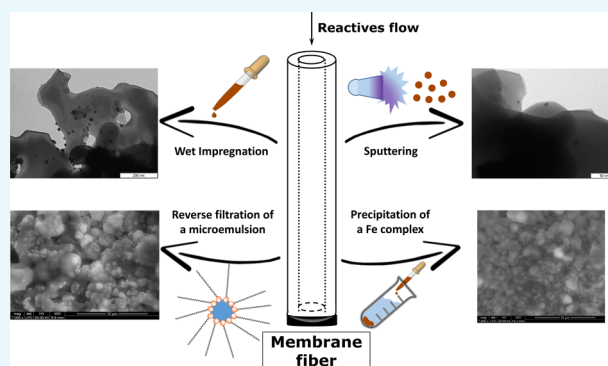 Reactives flow
Wet Impregnation
Sputtering
Reverse filtration of
a microemulsion
Precipitation of
a Fe complex
Membrane
fiber